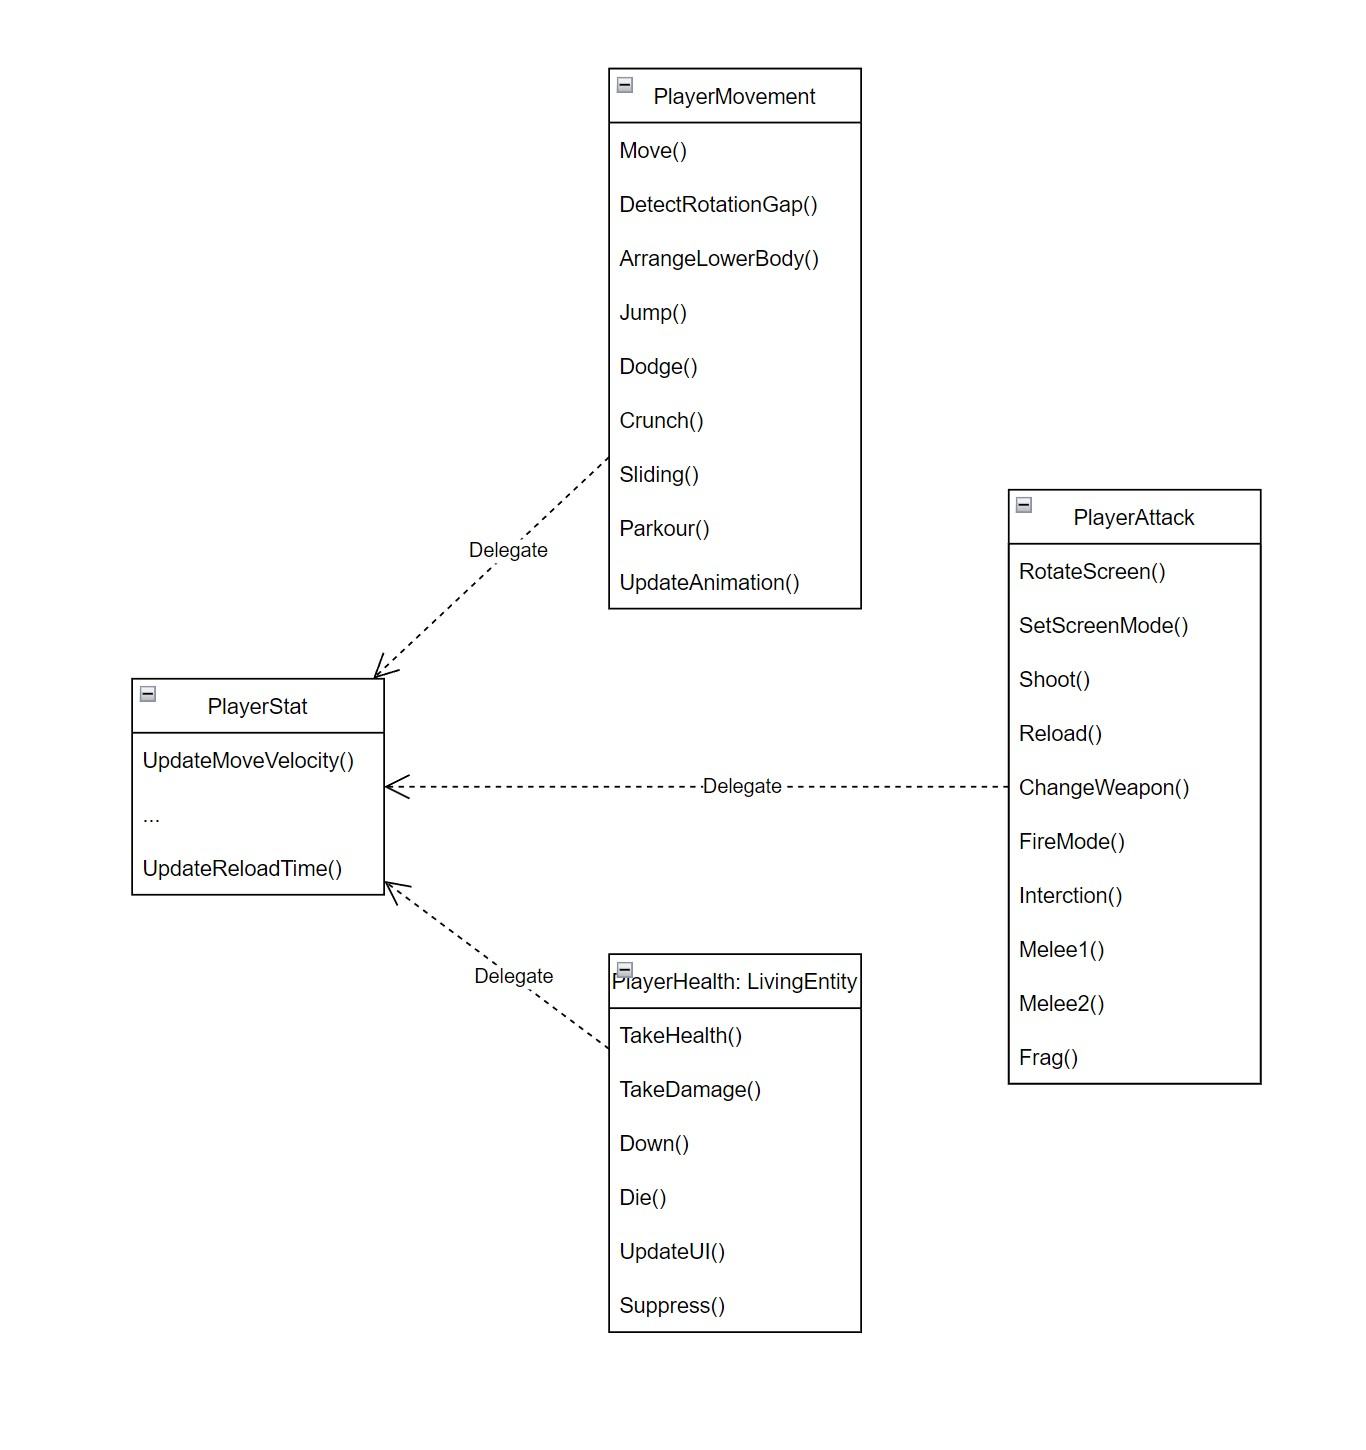 PlayerMovement
Move()
DetectRotationGap()
ArrangeLowerBody()
Jump()
Dodge()
Crunch()
Sliding()
Parkour()
UpdateAnimation()
Delegate
PlayerAttack
RotateScreen()
SetScreenMode()
Shoot()
Reload()
ChangeWeapon()
FireMode()
Interction()
Melee1()
Melee2()
Frag()
Delegate
PlayerStat
UpdateMoveVelocity()
...
UpdateReloadTime()
Delegate
PlayerHealth: LivingEntity
TakeHealth()
TakeDamage()
Down()
Die()
UpdateUI()
Suppress()